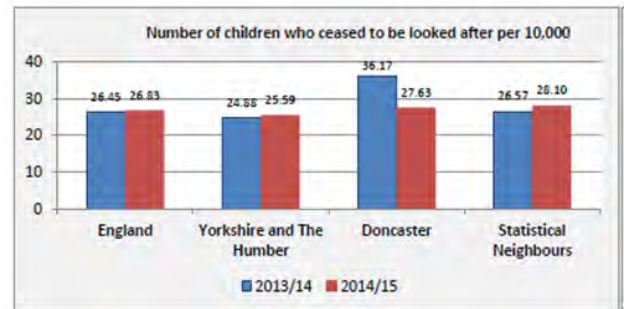 Number of children who ceased to be looked after per 10,000
40
30
20
10
0
26.45 26.83
24.88 25.59
36.17
27.63
26.57 28.10
England
Yorkshire and The
Humber
Doncaster
Statistical
Neighbours
2013/14 2014/15